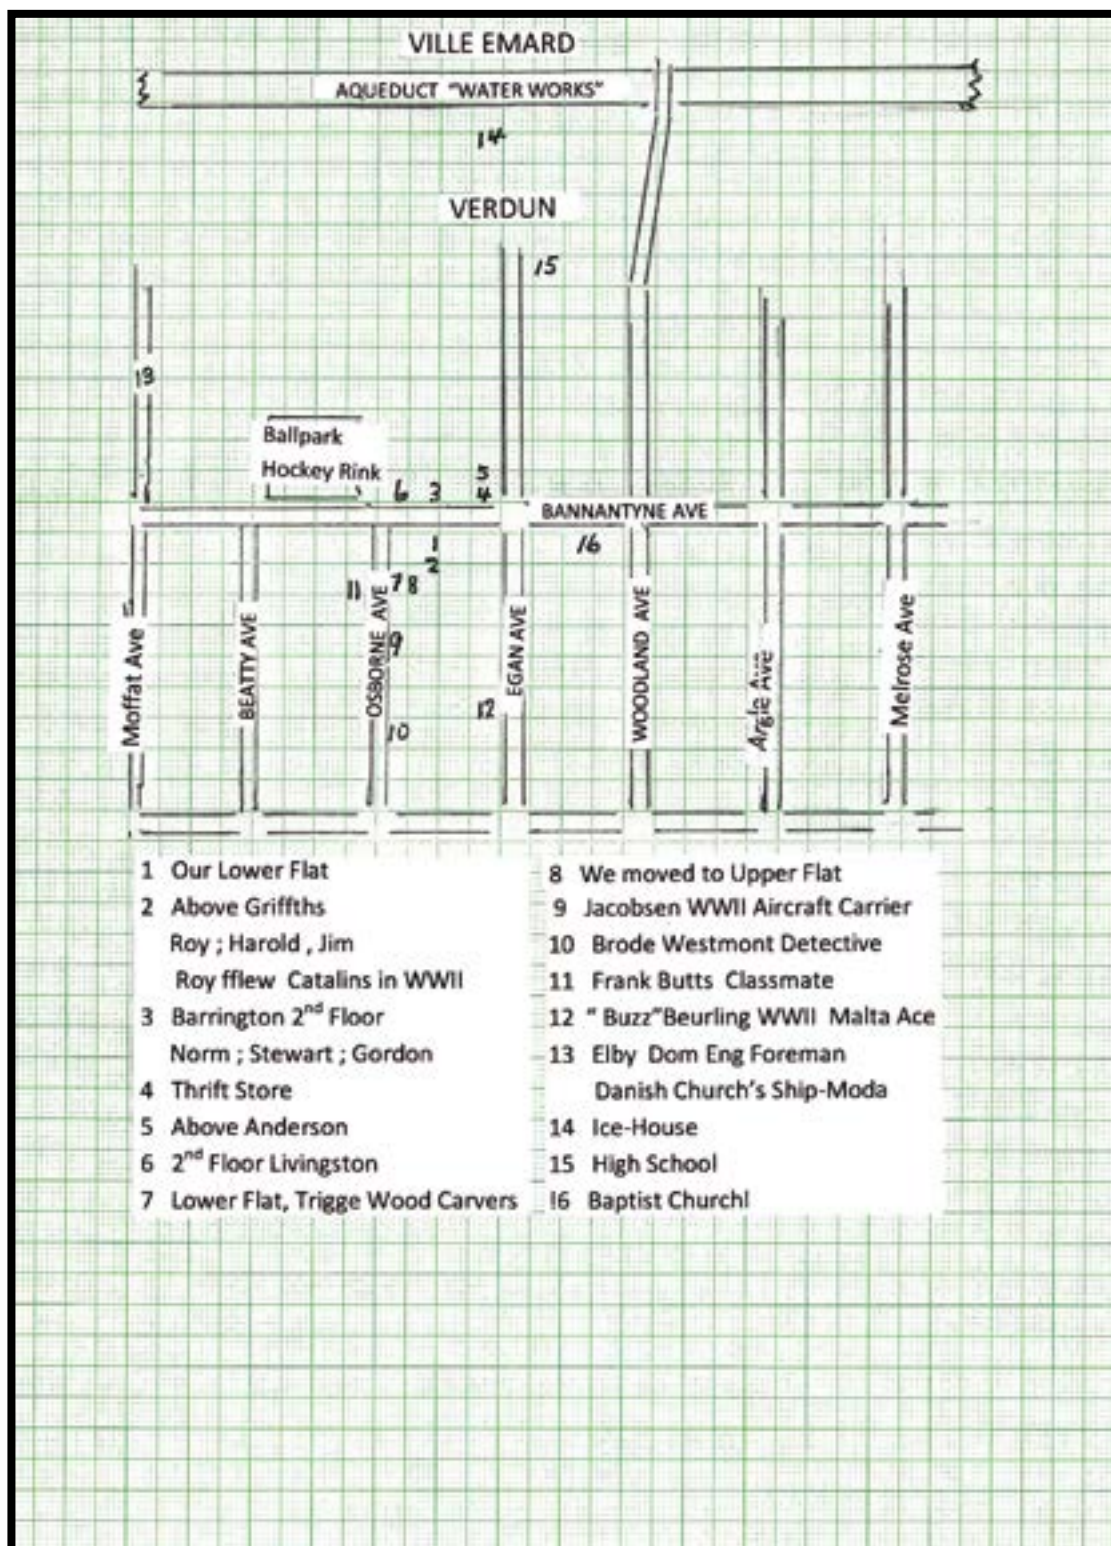 VILLE EMARD
AQUEDUCT "WATER WORKS"
14
VERDUN
15
13
Ballpark
Hockey Rink
5
6 3 4
BANNANTYNE AVE
1
16
2
11 7 8
9
12
10
Moffat Ave
BEATTY AVE
OSBORNE AVE
EGAN AVE
WOODLAND AVE
Argle Ave
Melrose Ave
1 Our Lower Flat
2 Above Griffths
Roy ; Harold , Jim
Roy fflew Catalins in WWII
3 Barrington 2nd Floor
Norm ; Stewart ; Gordon
4 Thrift Store
5 Above Anderson
6 2nd Floor Livingston
7 Lower Flat, Trigge Wood Carvers
8 We moved to Upper Flat
9 Jacobsen WWII Aircraft Carrier
10 Brode Westmont Detective
11 Frank Butts Classmate
12 " Buzz"Beurling WWII Malta Ace
13 Elby Dom Eng Foreman
Danish Church's Ship-Moda
14 Ice-House
15 High School
16 Baptist Churchl